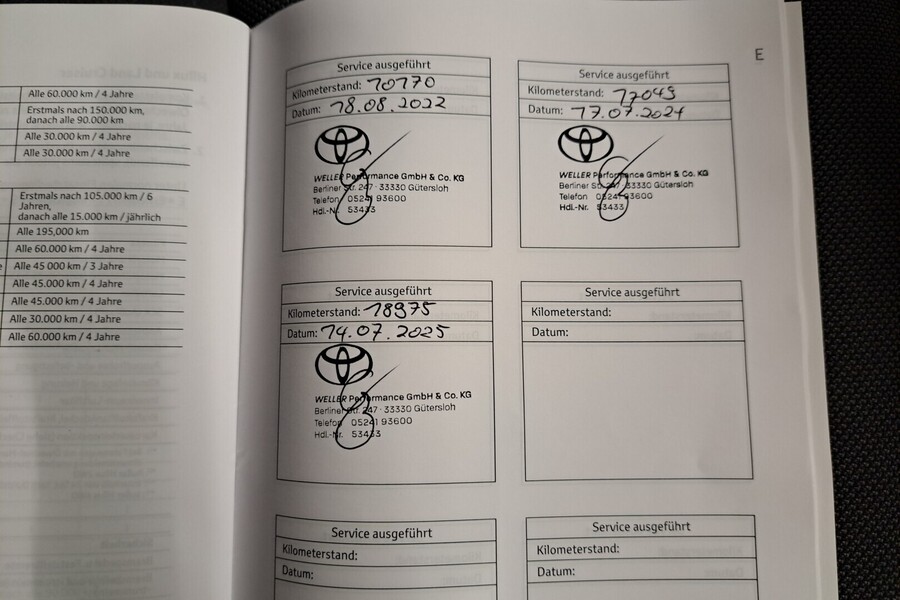 Alle 60.000 km / 4 Jahre
Erstmals nach 150.000 km,
danach alle 90.000 km
Alle 30.000 km / 4 Jahre
Alle 30.000 km / 4 Jahre
Erstmals nach 105.000 km / 6
Jahren,
danach alle 15.000 km / jährlich
Alle 195,000 km
Alle 60.000 km / 4 Jahre
Alle 45 000 km / 3 Jahre
Alle 45.000 km / 4 Jahre
Alle 45.000 km / 4 Jahre
Alle 30.000 km / 4 Jahre
Alle 60.000 km / 4 Jahre
E
Service ausgeführt
Kilometerstand:
Datum: 18.08.2022
WELLER Performance GmbH & Co. KG
Berliner Str. 247 · 33330 Gütersloh
Telefon 05241 93600
Hdl.-Nr. 53433
Service ausgeführt
Kilometerstand:
Datum: 17.07.2024
WELLER Performance GmbH & Co. KG
Berliner Str. 247 · 33330 Gütersloh
Telefon 05241 93600
Hdl.-Nr. 53433
Service ausgeführt
Kilometerstand: 18975
Datum: 14.07.2025
WELLER Performance GmbH & Co. KG
Berliner Str. 247 · 33330 Gütersloh
Telefon 05241 93600
Hdl.-Nr. 53433
Service ausgeführt
Kilometerstand:
Datum:
Service ausgeführt
Kilometerstand:
Datum:
Service ausgeführt
Kilometerstand:
Datum: